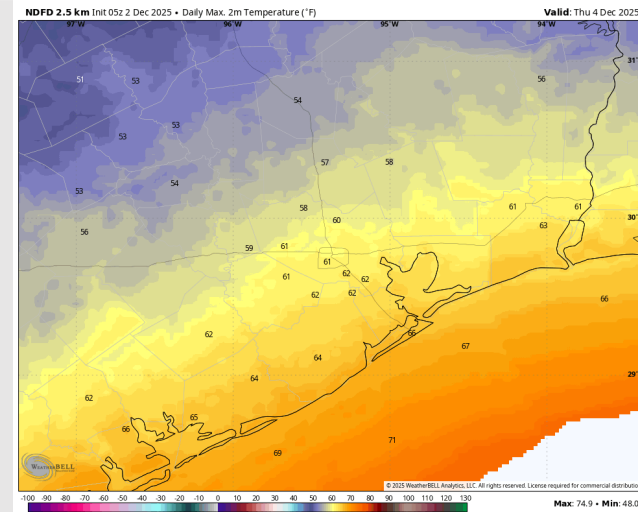 NDFD 2.5 km Init 05z 2 Dec 2025 • Daily Max. 2m Temperature (°F)
Valid: Thu 4 Dec 2025
97°W 96°W 95°W 94°W
31°
51 53 56
54
53 53
57 58
53 54
58 61 61
60 30°
56 59 61 63
61
61 62 62
62 62 66
62 66
64 67
64 29°
62
65
66
69 71
WeatherBELL
© 2025 WeatherBELL Analytics, LLC. All rights reserved. License required for commercial distributio
-100 -90 -80 -70 -60 -50 -40 -30 -20 -10 0 10 20 30 40 50 60 70 80 90 100 110 120 130
Max: 74.9 • Min: 48.0